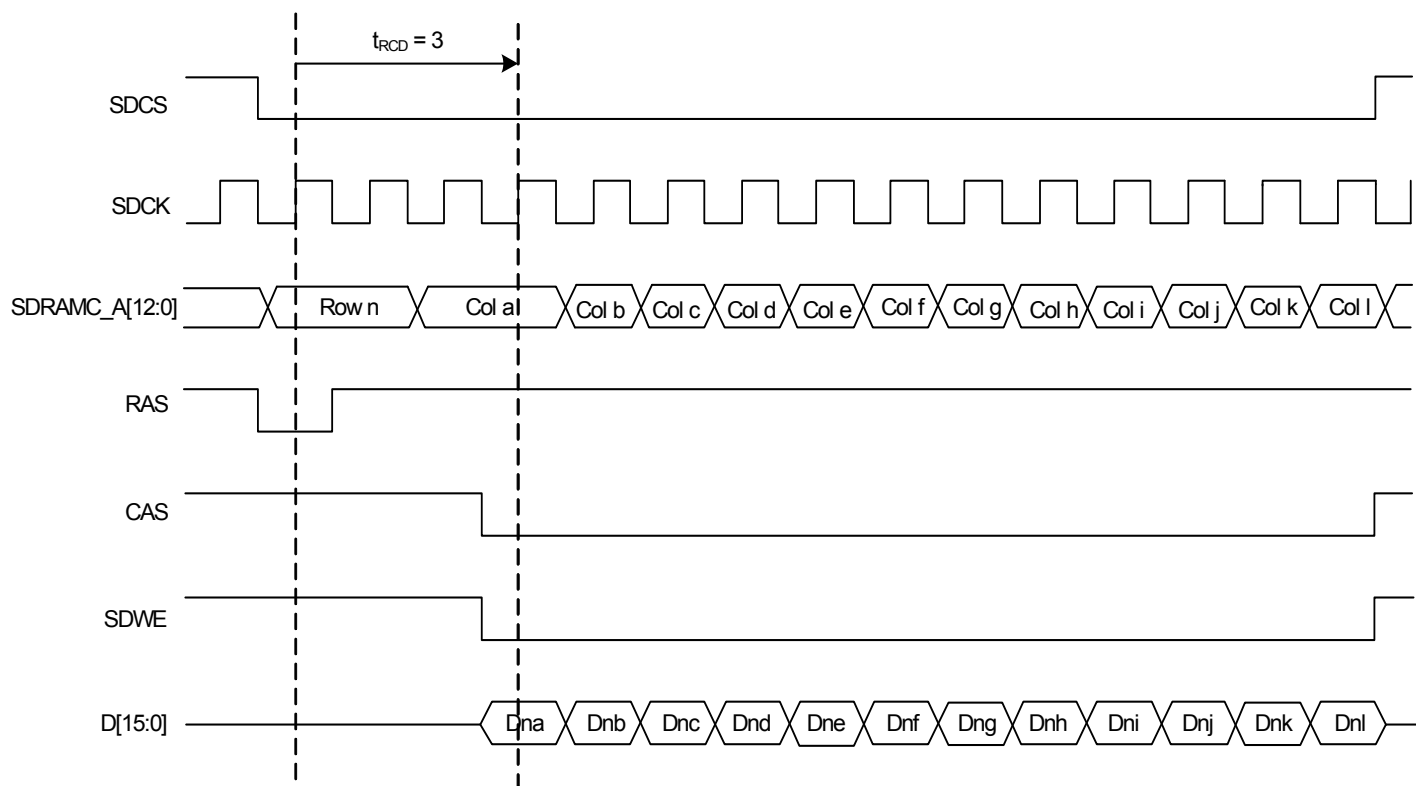 tRCD = 3
SDCS
SDCK
SDRAMC_A[12:0]
Row n
Col a
Col b
Col c
Col d
Col e
Col f
Col g
Col h
Col i
Col j
Col k
Col l
RAS
CAS
SDWE
D[15:0]
Dna
Dnb
Dnc
Dnd
Dne
Dnf
Dng
Dnh
Dni
Dnj
Dnk
Dnl